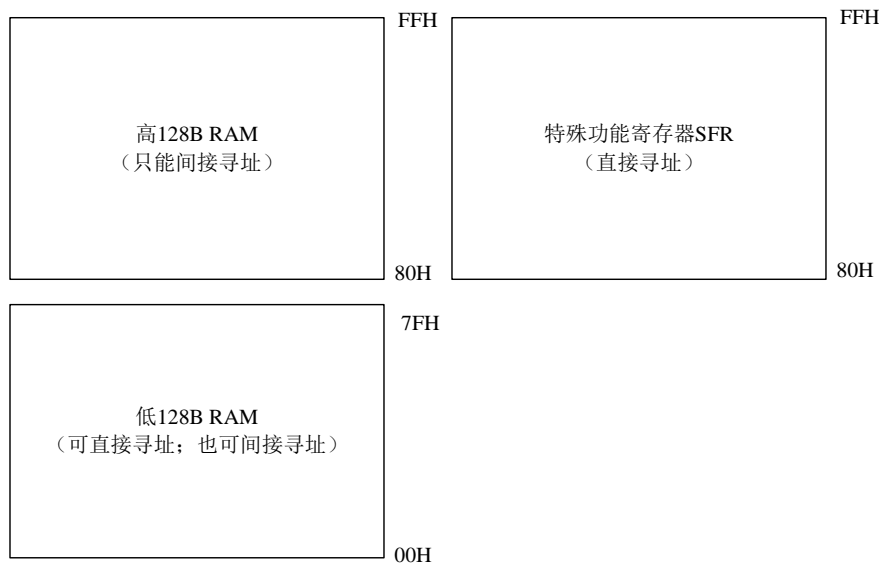 FFH
FFH
高128B RAM
（只能间接寻址）
特殊功能寄存器SFR
（直接寻址）
80H
80H
7FH
低128B RAM
（可直接寻址；也可间接寻址）
00H